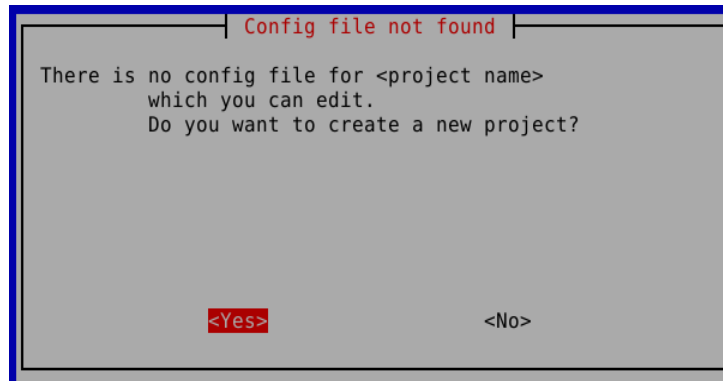 Config file not found
There is no config file for <project name>
which you can edit.
Do you want to create a new project?
<Yes> <No>